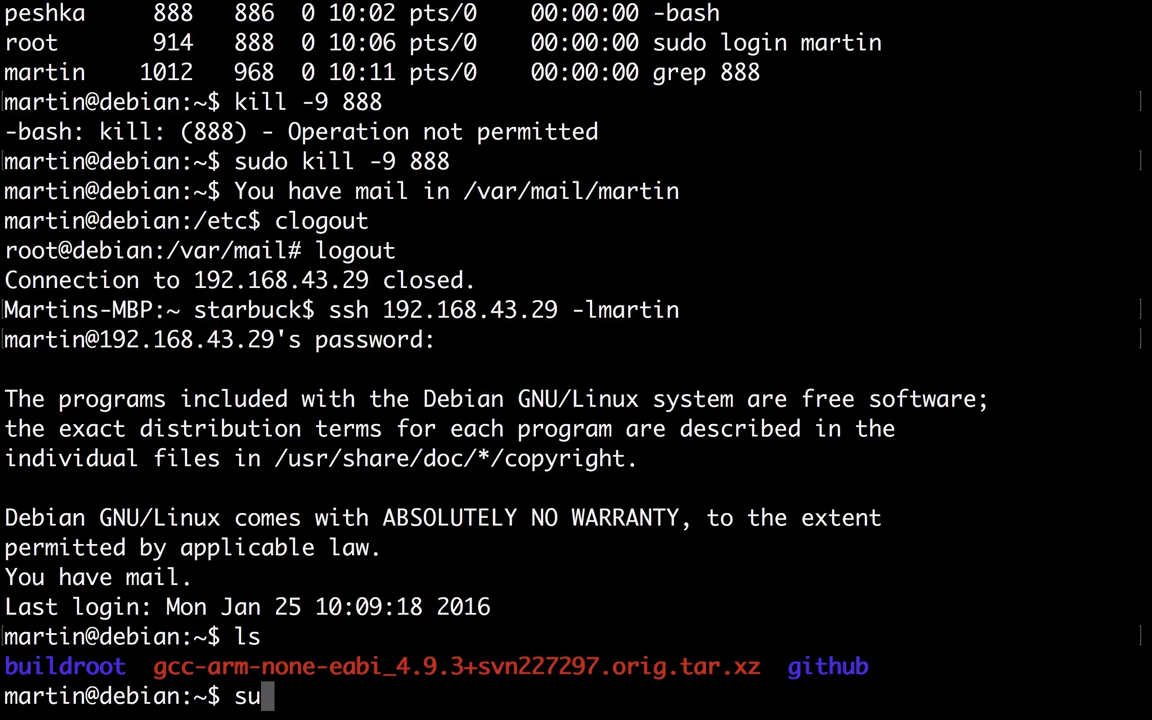 peshka     888   886  0 10:02 pts/0    00:00:00 -bash
root       914   888  0 10:06 pts/0    00:00:00 sudo login martin
martin    1012   968  0 10:11 pts/0    00:00:00 grep 888
martin@debian:~$ kill -9 888
-bash: kill: (888) - Operation not permitted
martin@debian:~$ sudo kill -9 888
martin@debian:~$ You have mail in /var/mail/martin
martin@debian:/etc$ clogout
root@debian:/var/mail# logout
Connection to 192.168.43.29 closed.
Martins-MBP:~ starbuck$ ssh 192.168.43.29 -lmartin
martin@192.168.43.29's password:
The programs included with the Debian GNU/Linux system are free software;
the exact distribution terms for each program are described in the
individual files in /usr/share/doc/*/copyright.
Debian GNU/Linux comes with ABSOLUTELY NO WARRANTY, to the extent
permitted by applicable law.
You have mail.
Last login: Mon Jan 25 10:09:18 2016
martin@debian:~$ ls
buildroot  gcc-arm-none-eabi_4.9.3+svn227297.orig.tar.xz  github
martin@debian:~$ su